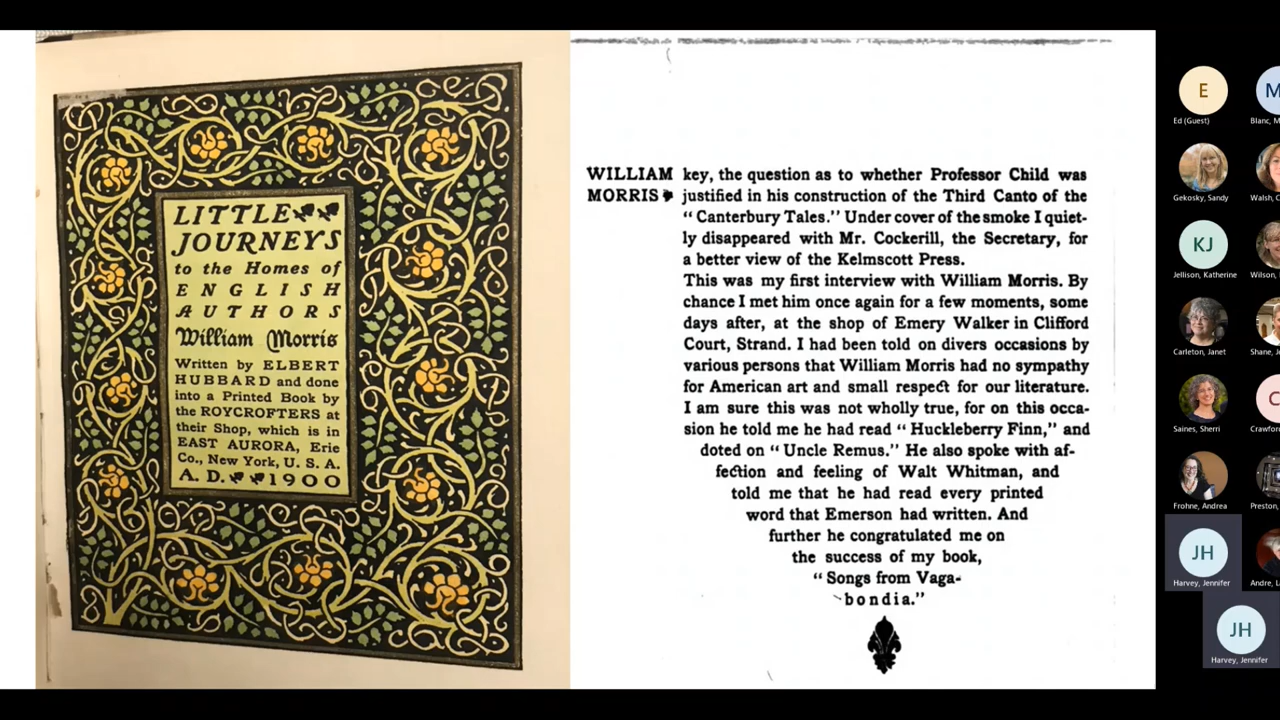 LITTLE
JOURNEYS
to the Homes of
ENGLISH
AUTHORS
William Morris
Written by ELBERT
HUBBARD and done
into a Printed Book by
the ROYCROFTERS at
their Shop, which is in
EAST AURORA, Erie
Co., New York, U. S. A.
A. D. 1900
WILLIAM
MORRIS
key, the question as to whether Professor Child was
justified in his construction of the Third Canto of the
“Canterbury Tales.” Under cover of the smoke I quiet-
ly disappeared with Mr. Cockerill, the Secretary, for
a better view of the Kelmscott Press.
This was my first interview with William Morris. By
chance I met him once again for a few moments, some
days after, at the shop of Emery Walker in Clifford
Court, Strand. I had been told on divers occasions by
various persons that William Morris had no sympathy
for American art and small respect for our literature.
I am sure this was not wholly true, for on this occa-
sion he told me he had read “Huckleberry Finn,” and
doted on “Uncle Remus.” He also spoke with af-
fection and feeling of Walt Whitman, and
told me that he had read every printed
word that Emerson had written. And
further he congratulated me on
the success of my book,
“Songs from Vaga-
bondia.”
E
M
Ed (Guest)
Blanc, M
Gekosky, Sandy
Walsh, C
KJ
Jellison, Katherine
Wilson,
Carleton, Janet
Shane, J
C
Saines, Sherri
Crawfor
Frohne, Andrea
Preston,
JH
Harvey, Jennifer
Andre, L
JH
Harvey, Jennifer